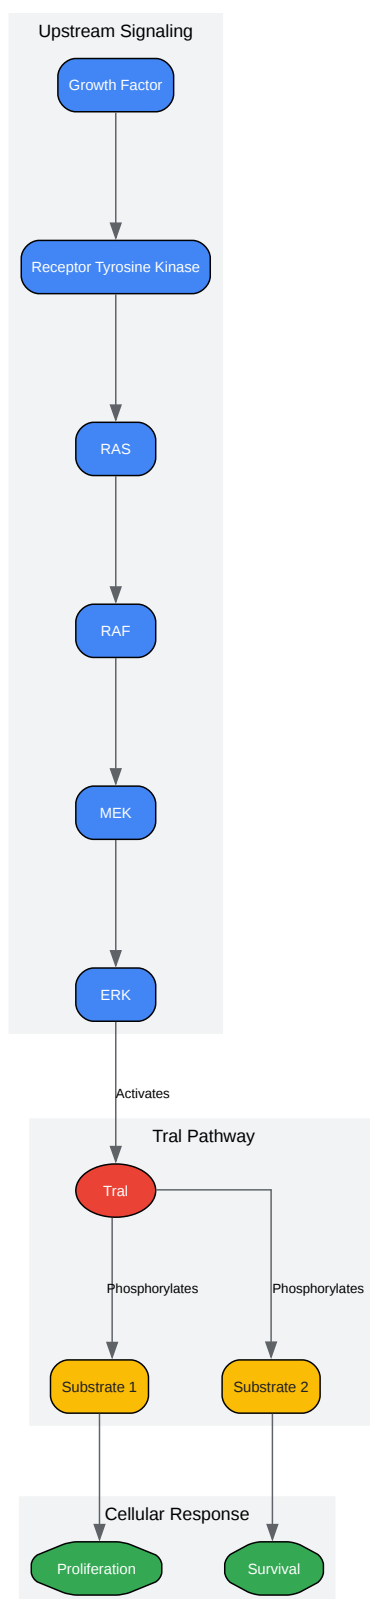 Upstream Signaling
Growth Factor
Receptor Tyrosine Kinase
RAS
RAF
MEK
ERK
Activates
Tral Pathway
Tral
Phosphorylates
Phosphorylates
Substrate 1
Substrate 2
Cellular Response
Proliferation
Survival